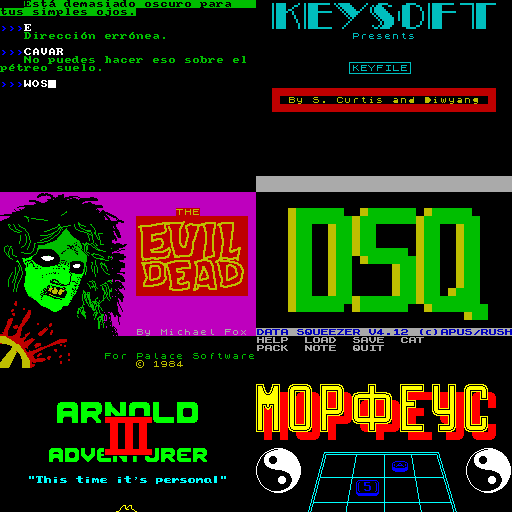 Está demasiado oscuro para
tus simples ojos.
>>>E
Dirección errónea.
>>>CAVAR
No puedes hacer eso sobre el
pétreo suelo.
>>>WOS
KEYSOFT
Presents
KEYFILE
By S. Curtis and Diwyang
THE
EVIL
DEAD
By Michael Fox
For Palace Software
© 1984
DSQ
DATA SQUEEZER V4.12 (c)APUS/RUSH
HELP LOAD SAVE CAT
PACK NOTE QUIT
ARNOLD
III
ADVENTURER
"This time it's personal"
МОРФЕУС